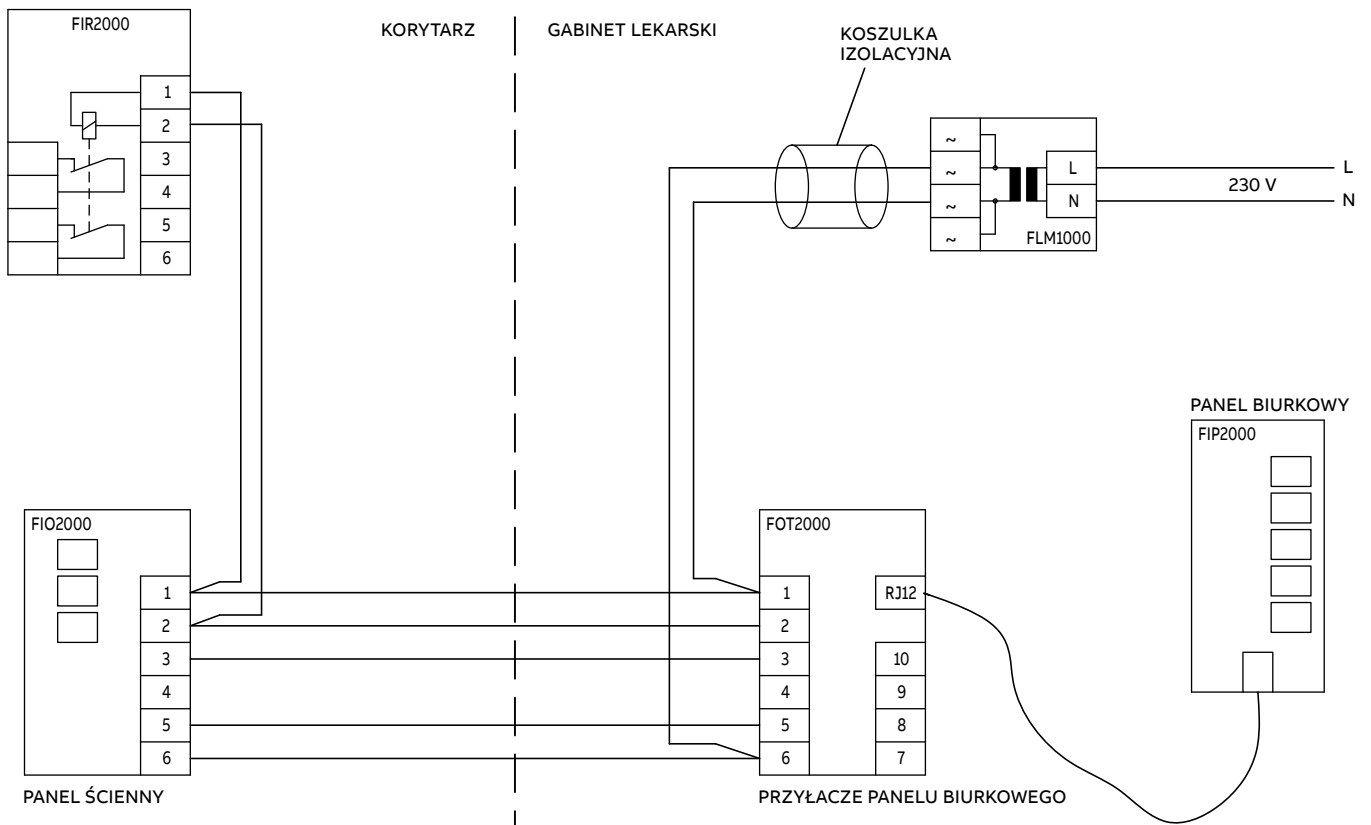 FIR2000
KORYTARZ
GABINET LEKARSKI
KOSZULKA
IZOLACYJNA
1
2
3
4
5
6
~
~
~
~
L
N
FLM1000
230 V
L
N
PANEL BIURKOWY
FIP2000
FIO2000
1
2
3
4
5
6
PANEL ŚCIENNY
FOT2000
1
2
3
4
5
6
RJ12
10
9
8
7
PRZYŁĄCZE PANELU BIURKOWEGO